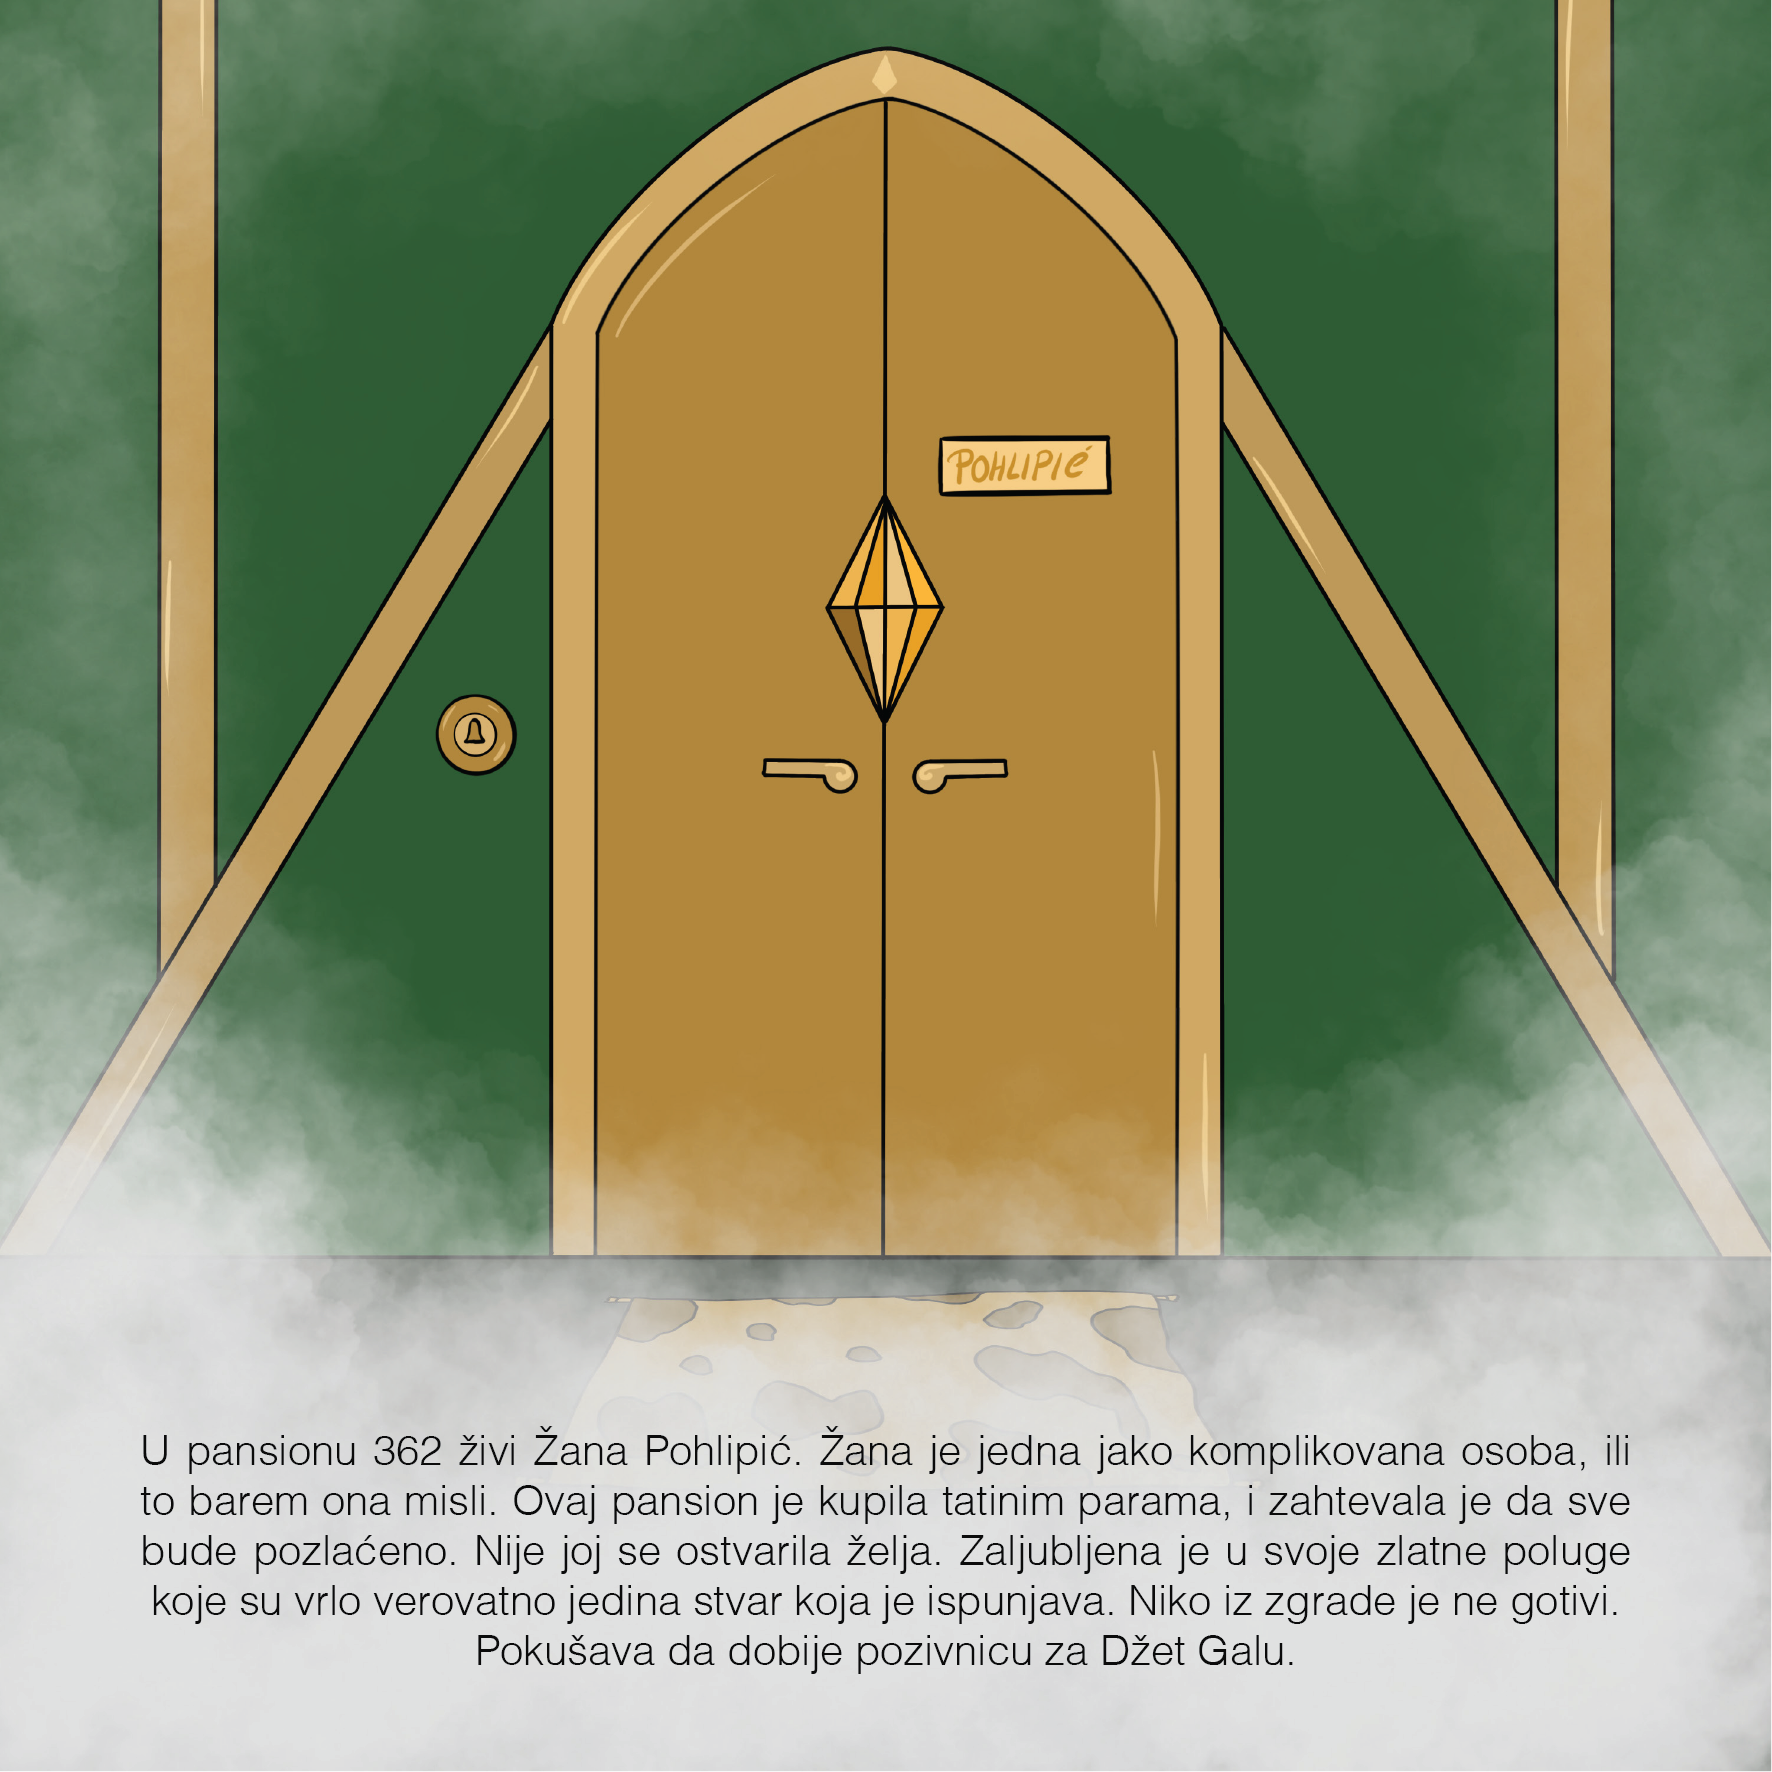 POHLIPIĆ
U pansionu 362 živi Žana Pohlipić. Žana je jedna jako komplikovana osoba, ili
to barem ona misli. Ovaj pansion je kupila tatinim parama, i zahtevala je da sve
bude pozlaćeno. Nije joj se ostvarila želja. Zaljubljena je u svoje zlatne poluge
koje su vrlo verovatno jedina stvar koja je ispunjava. Niko iz zgrade je ne gotivi.
Pokušava da dobije pozivnicu za Džet Galu.